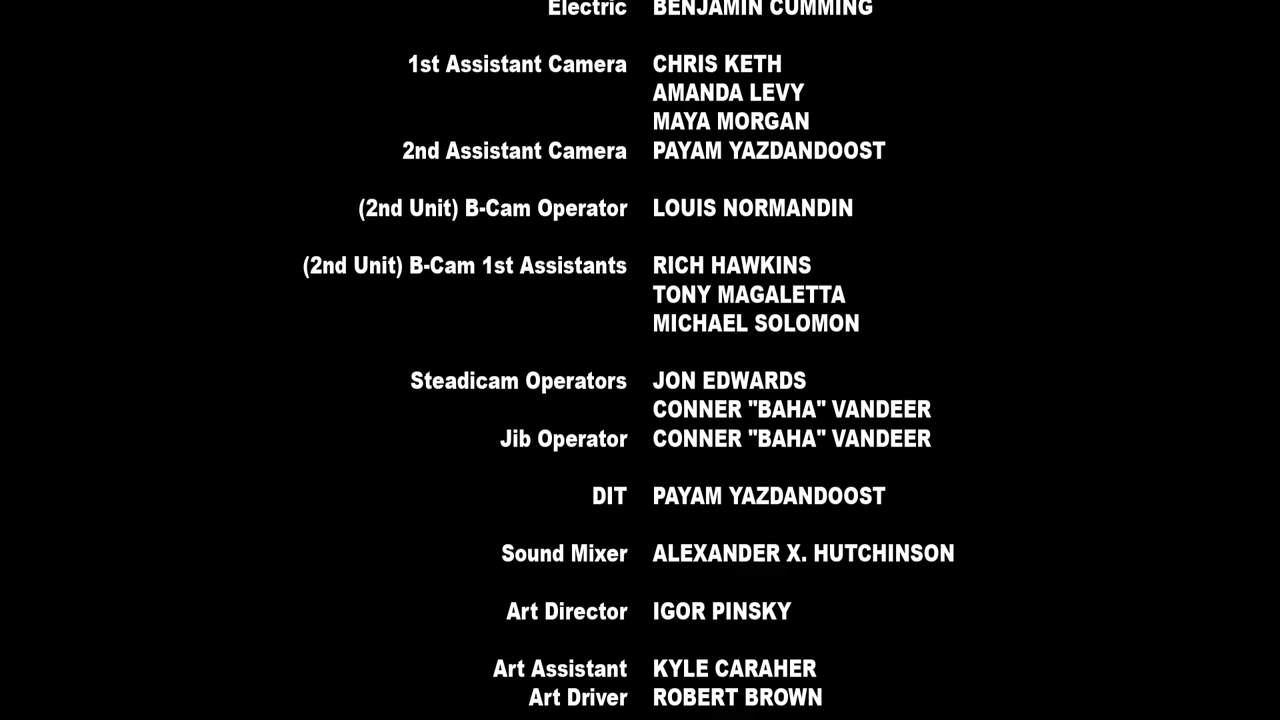 Electric BENJAMIN CUMMING
1st Assistant Camera CHRIS KETH
AMANDA LEVY
MAYA MORGAN
2nd Assistant Camera PAYAM YAZDANDOOST
(2nd Unit) B-Cam Operator LOUIS NORMANDIN
(2nd Unit) B-Cam 1st Assistants RICH HAWKINS
TONY MAGALETTA
MICHAEL SOLOMON
Steadicam Operators JON EDWARDS
CONNER "BAHA" VANDEER
Jib Operator CONNER "BAHA" VANDEER
DIT PAYAM YAZDANDOOST
Sound Mixer ALEXANDER X. HUTCHINSON
Art Director IGOR PINSKY
Art Assistant KYLE CARAHER
Art Driver ROBERT BROWN